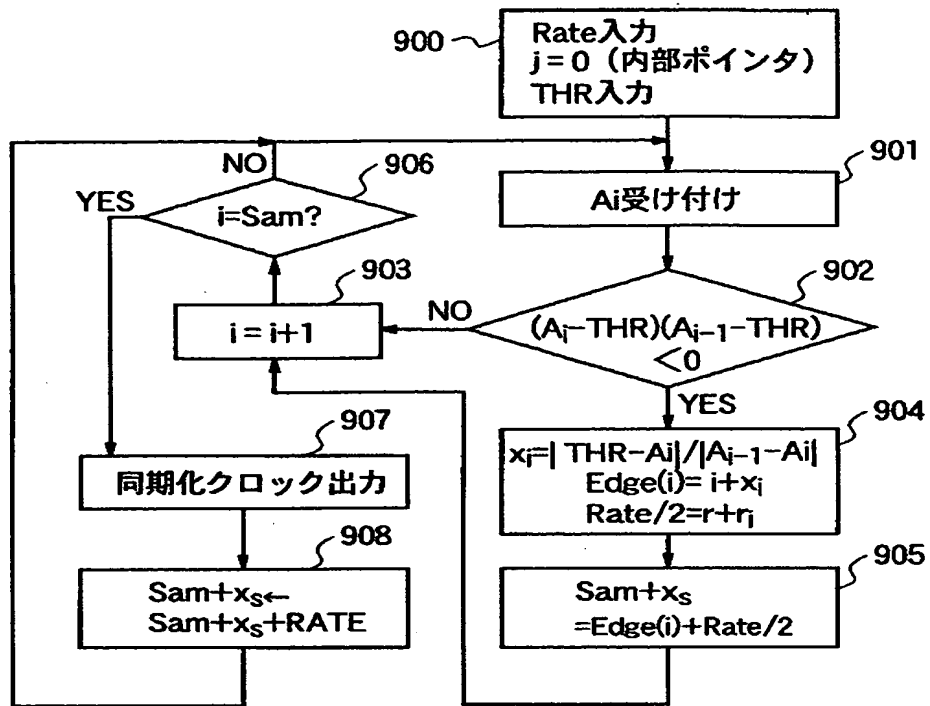 900
Rate入力
j=0 (内部ポインタ)
THR入力
901
Ai受け付け
902
(Ai-THR)(Ai-1-THR)
<0
NO
YES
903
i=i+1
906
i=Sam?
NO
YES
904
xi=| THR-Ai|/|Ai-1-Ai|
Edge(i)= i+xi
Rate/2=r+ri
905
Sam+xs
=Edge(i)+Rate/2
907
同期化クロック出力
908
Sam+xs←
Sam+xs+RATE